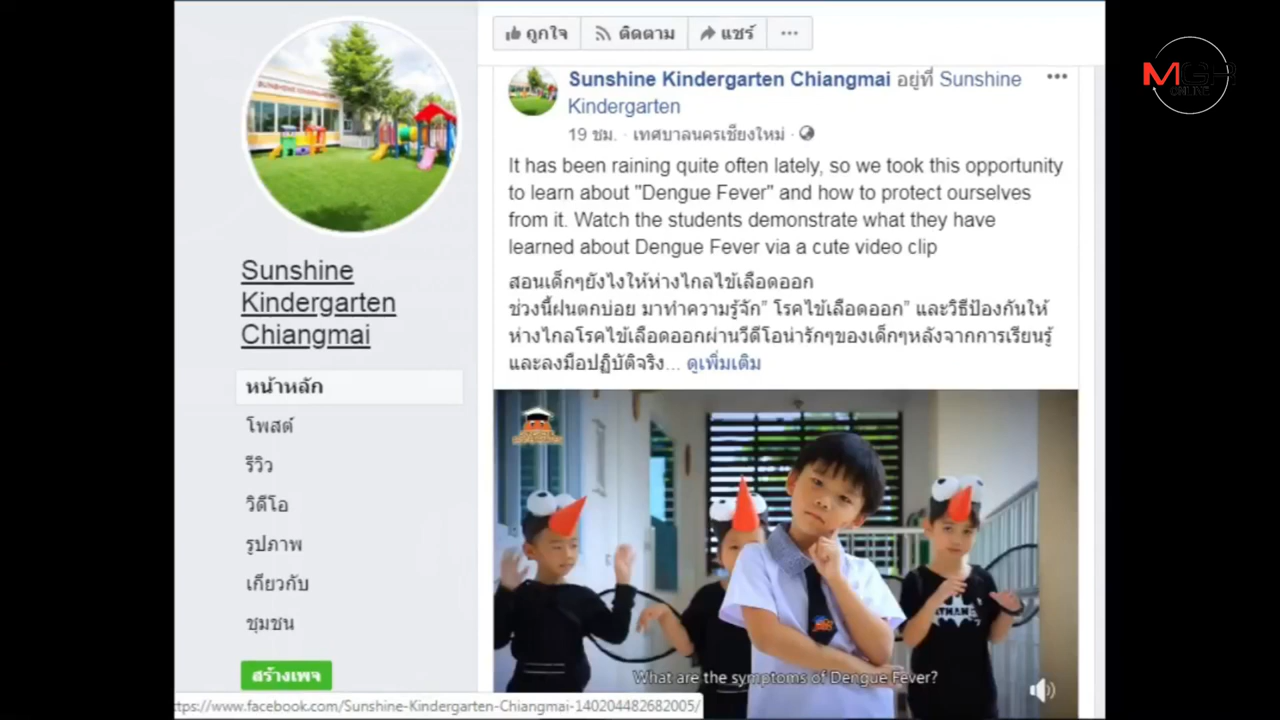 ถูกใจ
ติดตาม
แชร์
MGR
ONLINE
Sunshine Kindergarten Chiangmai อยู่ที่ Sunshine
Kindergarten
19 ชม. · เทศบาลนครเชียงใหม่ ·
It has been raining quite often lately, so we took this opportunity
to learn about "Dengue Fever" and how to protect ourselves
from it. Watch the students demonstrate what they have
learned about Dengue Fever via a cute video clip
สอนเด็กๆยังไงให้ห่างไกลไข้เลือดออก
ช่วงนี้ฝนตกบ่อย มาทำความรู้จัก” โรคไข้เลือดออก” และวิธีป้องกันให้
ห่างไกลโรคไข้เลือดออกผ่านวีดีโอน่ารักๆของเด็กๆหลังจากการเรียนรู้
และลงมือปฏิบัติจริง... ดูเพิ่มเติม
Sunshine
Kindergarten
Chiangmai
หน้าหลัก
โพสต์
รีวิว
วิดีโอ
รูปภาพ
เกี่ยวกับ
ชุมชน
สร้างเพจ
What are the symptoms of Dengue Fever?
ttps://www.facebook.com/Sunshine-Kindergarten-Chiangmai-140204482682005/